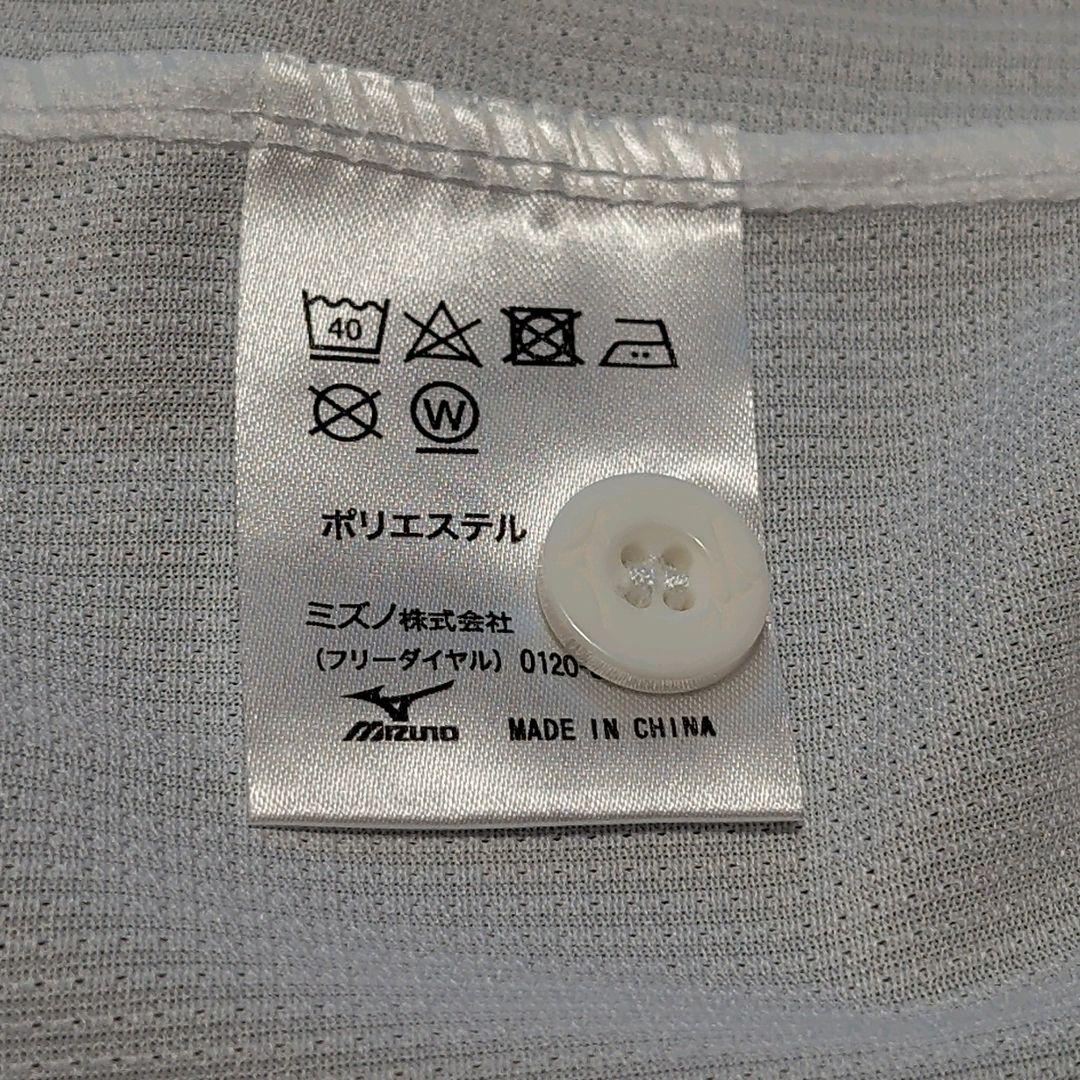 40
W
ポリエステル
ミズノ株式会社
(フリーダイヤル) 0120-
MIZUNO MADE IN CHINA